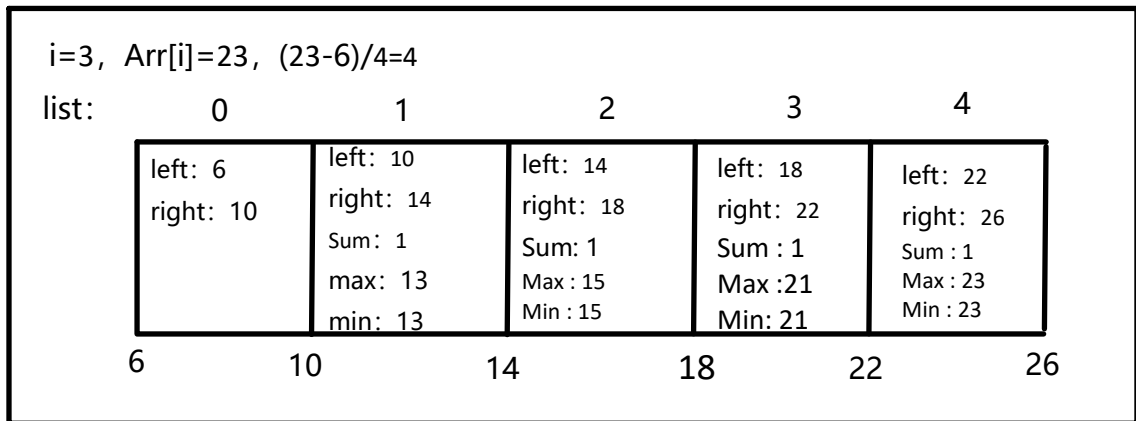 i=3，Arr[i]=23，(23-6)/4=4
list： 0 1 2 3 4
left：6
right：10
left：10
right：14
Sum：1
max：13
min：13
left：14
right：18
Sum: 1
Max : 15
Min : 15
left：18
right：22
Sum : 1
Max :21
Min: 21
left：22
right：26
Sum : 1
Max : 23
Min : 23
6 10 14 18 22 26